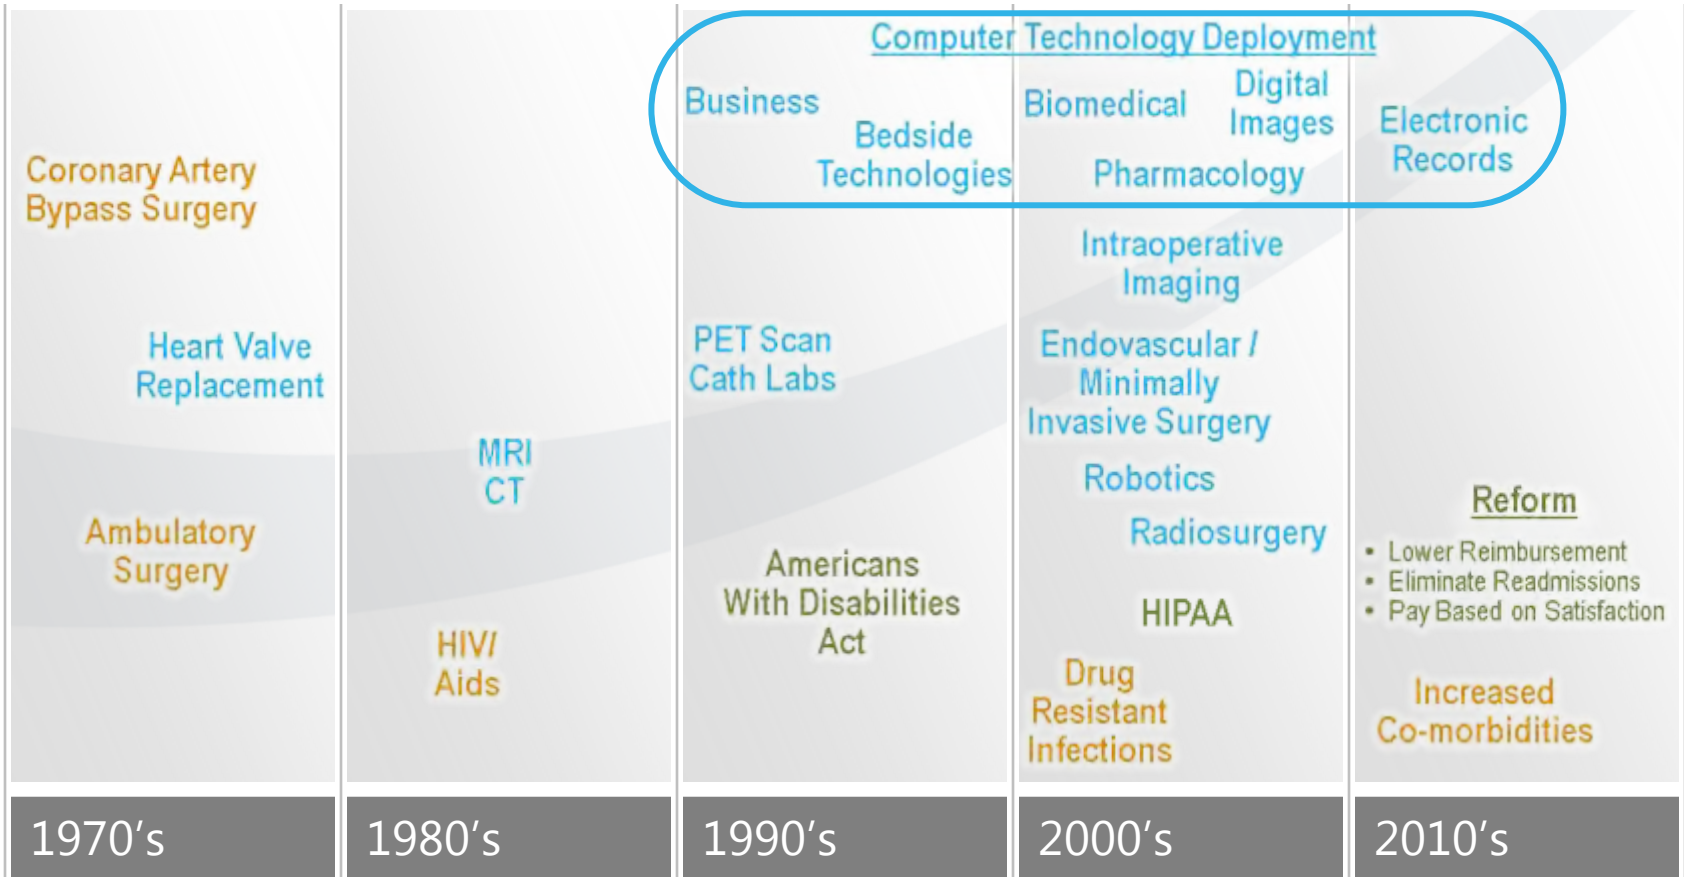 Computer Technology Deployment
Business
Bedside
Technologies
Biomedical
Digital
Images
Pharmacology
Electronic
Records
Coronary Artery
Bypass Surgery
Heart Valve
Replacement
Ambulatory
Surgery
MRI
CT
HIV/
Aids
PET Scan
Cath Labs
Americans
With Disabilities
Act
Intraoperative
Imaging
Endovascular /
Minimally
Invasive Surgery
Robotics
Radiosurgery
HIPAA
Drug
Resistant
Infections
Reform
• Lower Reimbursement
• Eliminate Readmissions
• Pay Based on Satisfaction
Increased
Co-morbidities
1970's
1980's
1990's
2000's
2010's